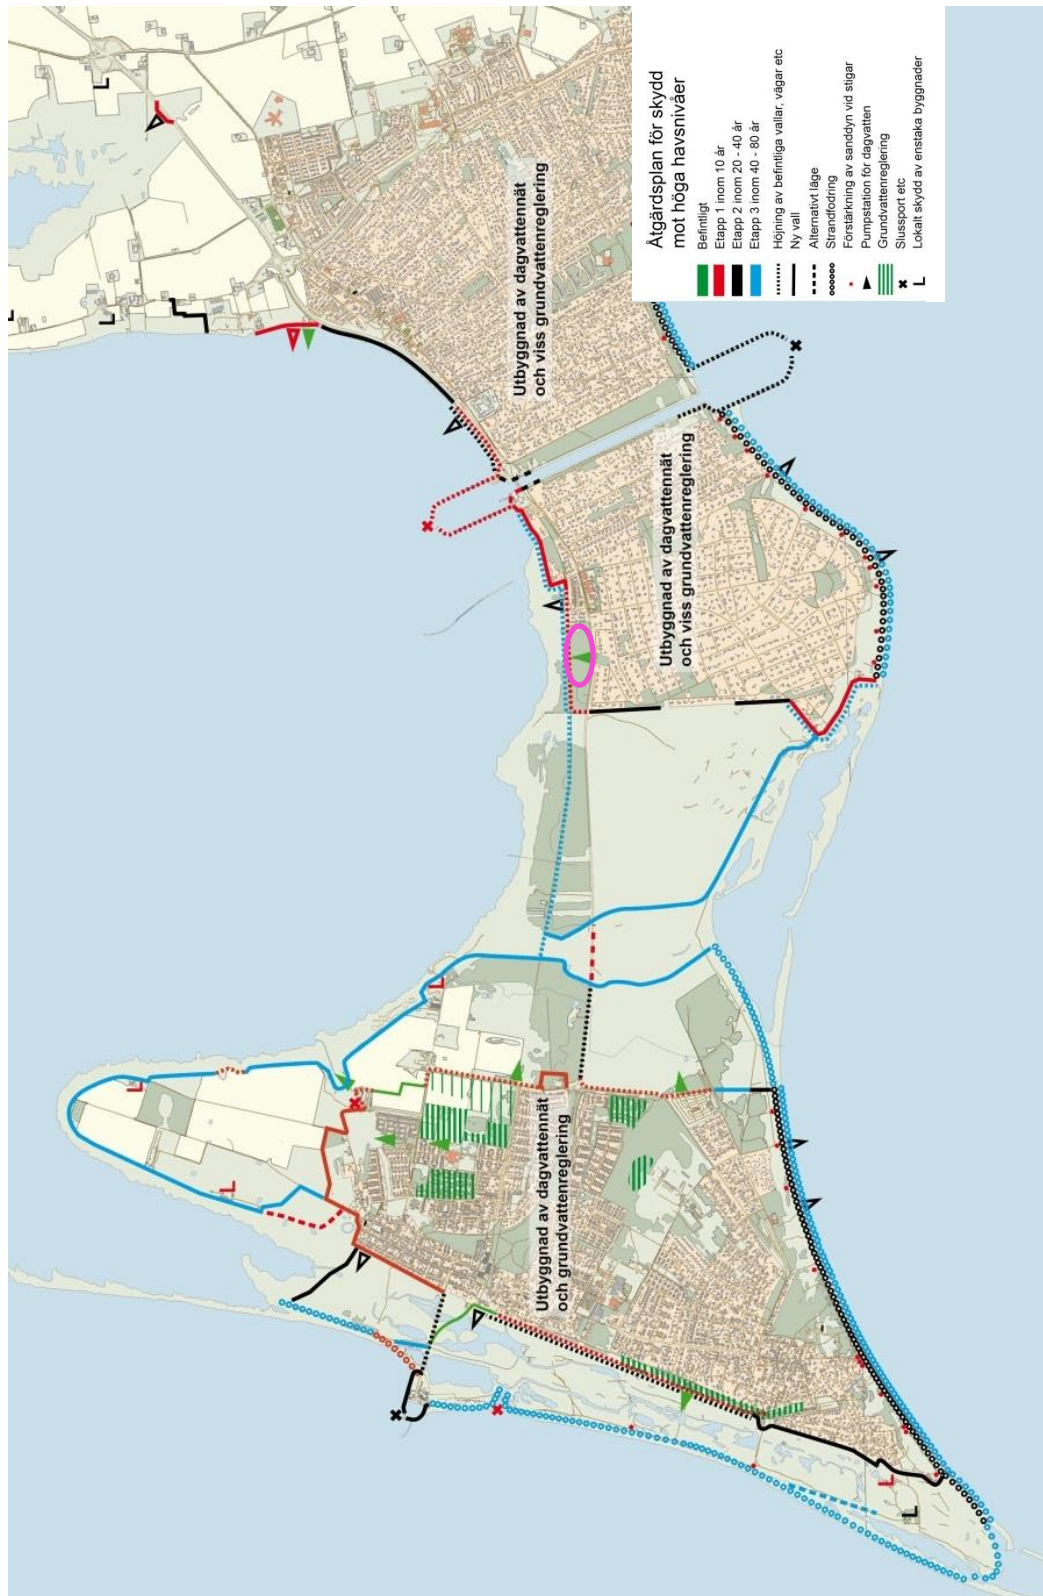 Åtgärdsplan för skydd
mot höga havsnivåer
Befintligt
Etapp 1 inom 10 år
Etapp 2 inom 20 - 40 år
Etapp 3 inom 40 - 80 år
Höjning av befintliga vallar, vägar etc
Ny vall
Alternativt läge
Strandfodring
Förstärkning av sanddyn vid stigar
Pumpstation för dagvatten
Grundvattenreglering
Slussport etc
Lokalt skydd av enstaka byggnader
Utbyggnad av dagvattennät
och viss grundvattenreglering
Utbyggnad av dagvattennät
och viss grundvattenreglering
Utbyggnad av dagvattennät
och grundvattenreglering